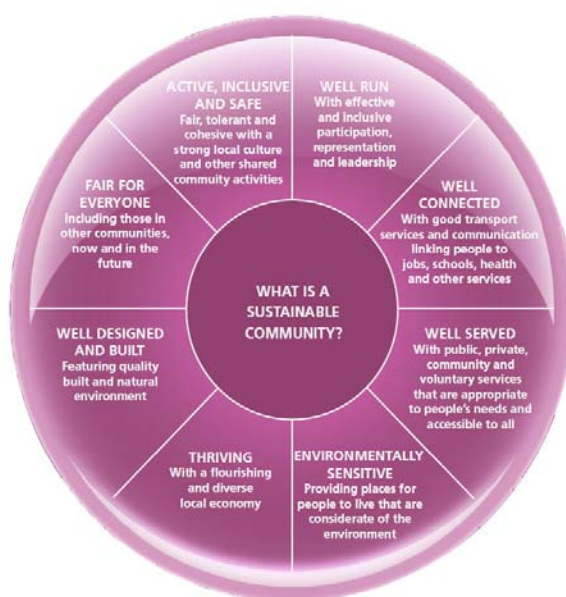 ACTIVE, INCLUSIVE
AND SAFE
Fair, tolerant and
cohesive with a
strong local culture
and other shared
commuity activities
WELL RUN
With effective
and inclusive
participation,
representation
and leadership
WELL
CONNECTED
With good transport
services and communication
linking people to
jobs, schools, health
and other services
WELL SERVED
With public, private,
community and
voluntary services
that are appropriate
to people's needs and
accessible to all
ENVIRONMENTALLY
SENSITIVE
Providing places for
people to live that are
considerate of the
environment
THRIVING
With a flourishing
and diverse
local economy
WELL DESIGNED
AND BUILT
Featuring quality
built and natural
environment
FAIR FOR
EVERYONE
Including those in
other communities,
now and in the
future
WHAT IS A
SUSTAINABLE
COMMUNITY?